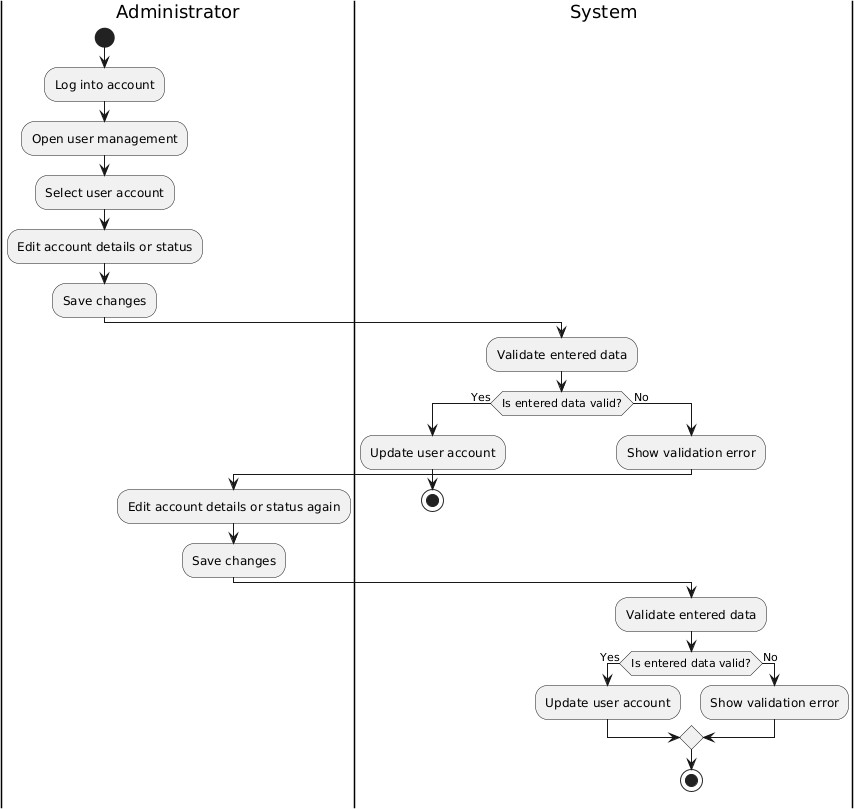 Administrator
System
Log into account
Open user management
Select user account
Edit account details or status
Save changes
Validate entered data
Yes
Is entered data valid?
No
Update user account
Show validation error
Edit account details or status again
Save changes
Validate entered data
Yes
Is entered data valid?
No
Update user account
Show validation error